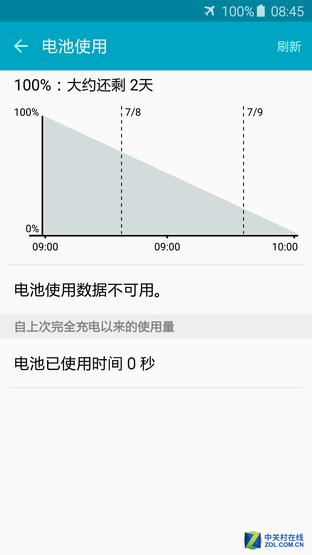 100% 08:45
电池使用 刷新
100%：大约还剩 2天
100% 7/8 7/9
0%
09:00 09:00 10:00
电池使用数据不可用。
自上次完全充电以来的使用量
电池已使用时间 0 秒
Z 中关村在线
ZOL.COM.CN